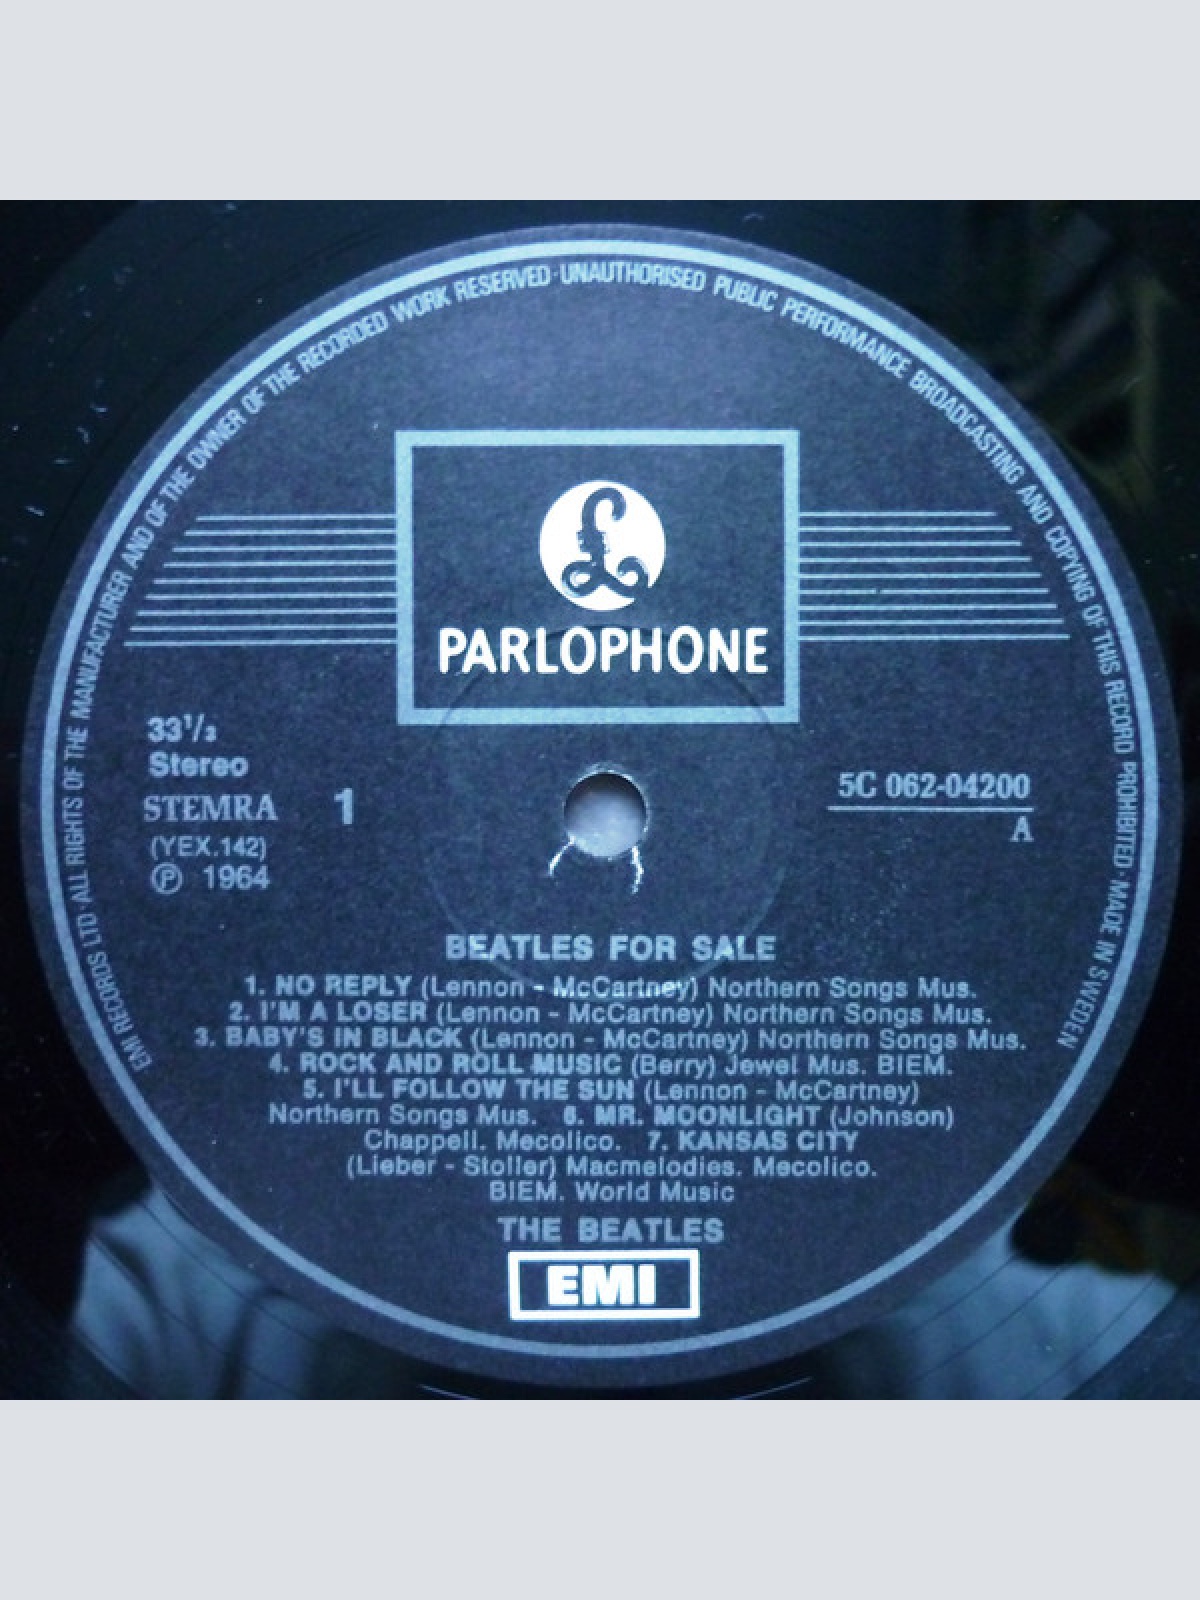 EMI RECORDS LTD · ALL RIGHTS OF THE MANUFACTURER AND OF THE OWNER OF THE RECORDED WORK RESERVED · UNAUTHORISED PUBLIC PERFORMANCE BROADCASTING AND COPYING OF THIS RECORD PROHIBITED · MADE IN SWEDEN
£
PARLOPHONE
33¹/₃
Stereo
STEMRA 1
(YEX.142)
Ⓟ 1964
5C 062-04200
A
BEATLES FOR SALE
1. NO REPLY (Lennon - McCartney) Northern Songs Mus.
2. I'M A LOSER (Lennon - McCartney) Northern Songs Mus.
3. BABY'S IN BLACK (Lennon - McCartney) Northern Songs Mus.
4. ROCK AND ROLL MUSIC (Berry) Jewel Mus. BIEM.
5. I'LL FOLLOW THE SUN (Lennon - McCartney)
Northern Songs Mus. 6. MR. MOONLIGHT (Johnson)
Chappell. Mecolico. 7. KANSAS CITY
(Lieber - Stoller) Macmelodies. Mecolico.
BIEM. World Music
THE BEATLES
EMI